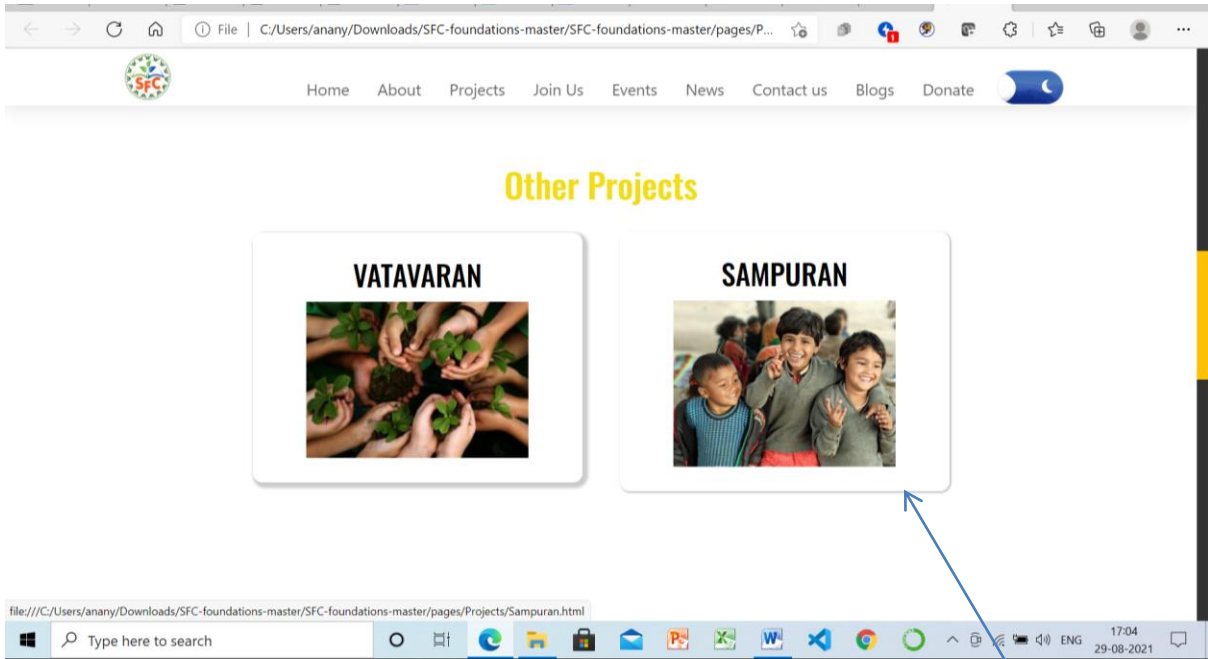 File | C:/Users/anany/Downloads/SFC-foundations-master/SFC-foundations-master/pages/P...
1
SFC
Home About Projects Join Us Events News Contact us Blogs Donate
Other Projects
VATAVARAN
SAMPURAN
file:///C:/Users/anany/Downloads/SFC-foundations-master/SFC-foundations-master/pages/Projects/Sampuran.html
Type here to search
ENG
17:04
29-08-2021